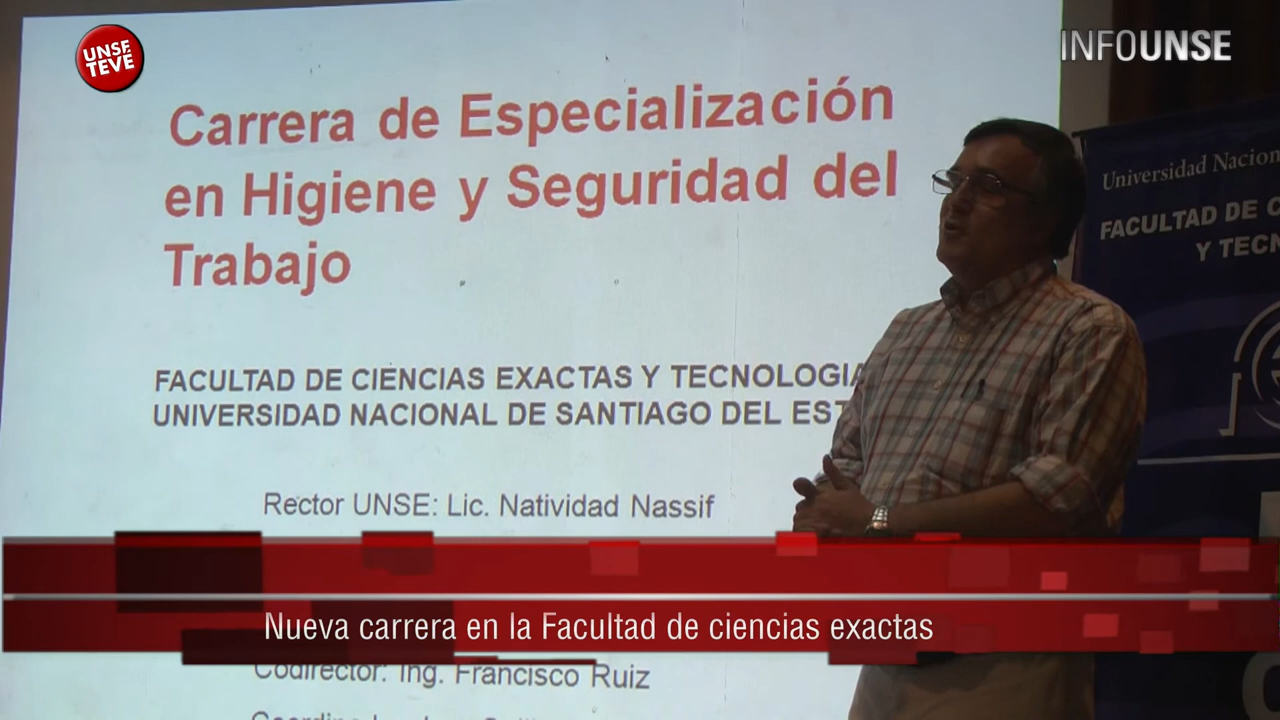 UNSE
TEVE
INFOUNSE
Carrera de Especialización
en Higiene y Seguridad del
Trabajo
FACULTAD DE CIENCIAS EXACTAS Y TECNOLOGIA
UNIVERSIDAD NACIONAL DE SANTIAGO DEL EST
Rector UNSE: Lic. Natividad Nassif
Universidad Nacion
FACULTAD DE C
Y TECN
Nueva carrera en la Facultad de ciencias exactas
Codirector: Ing. Francisco Ruiz